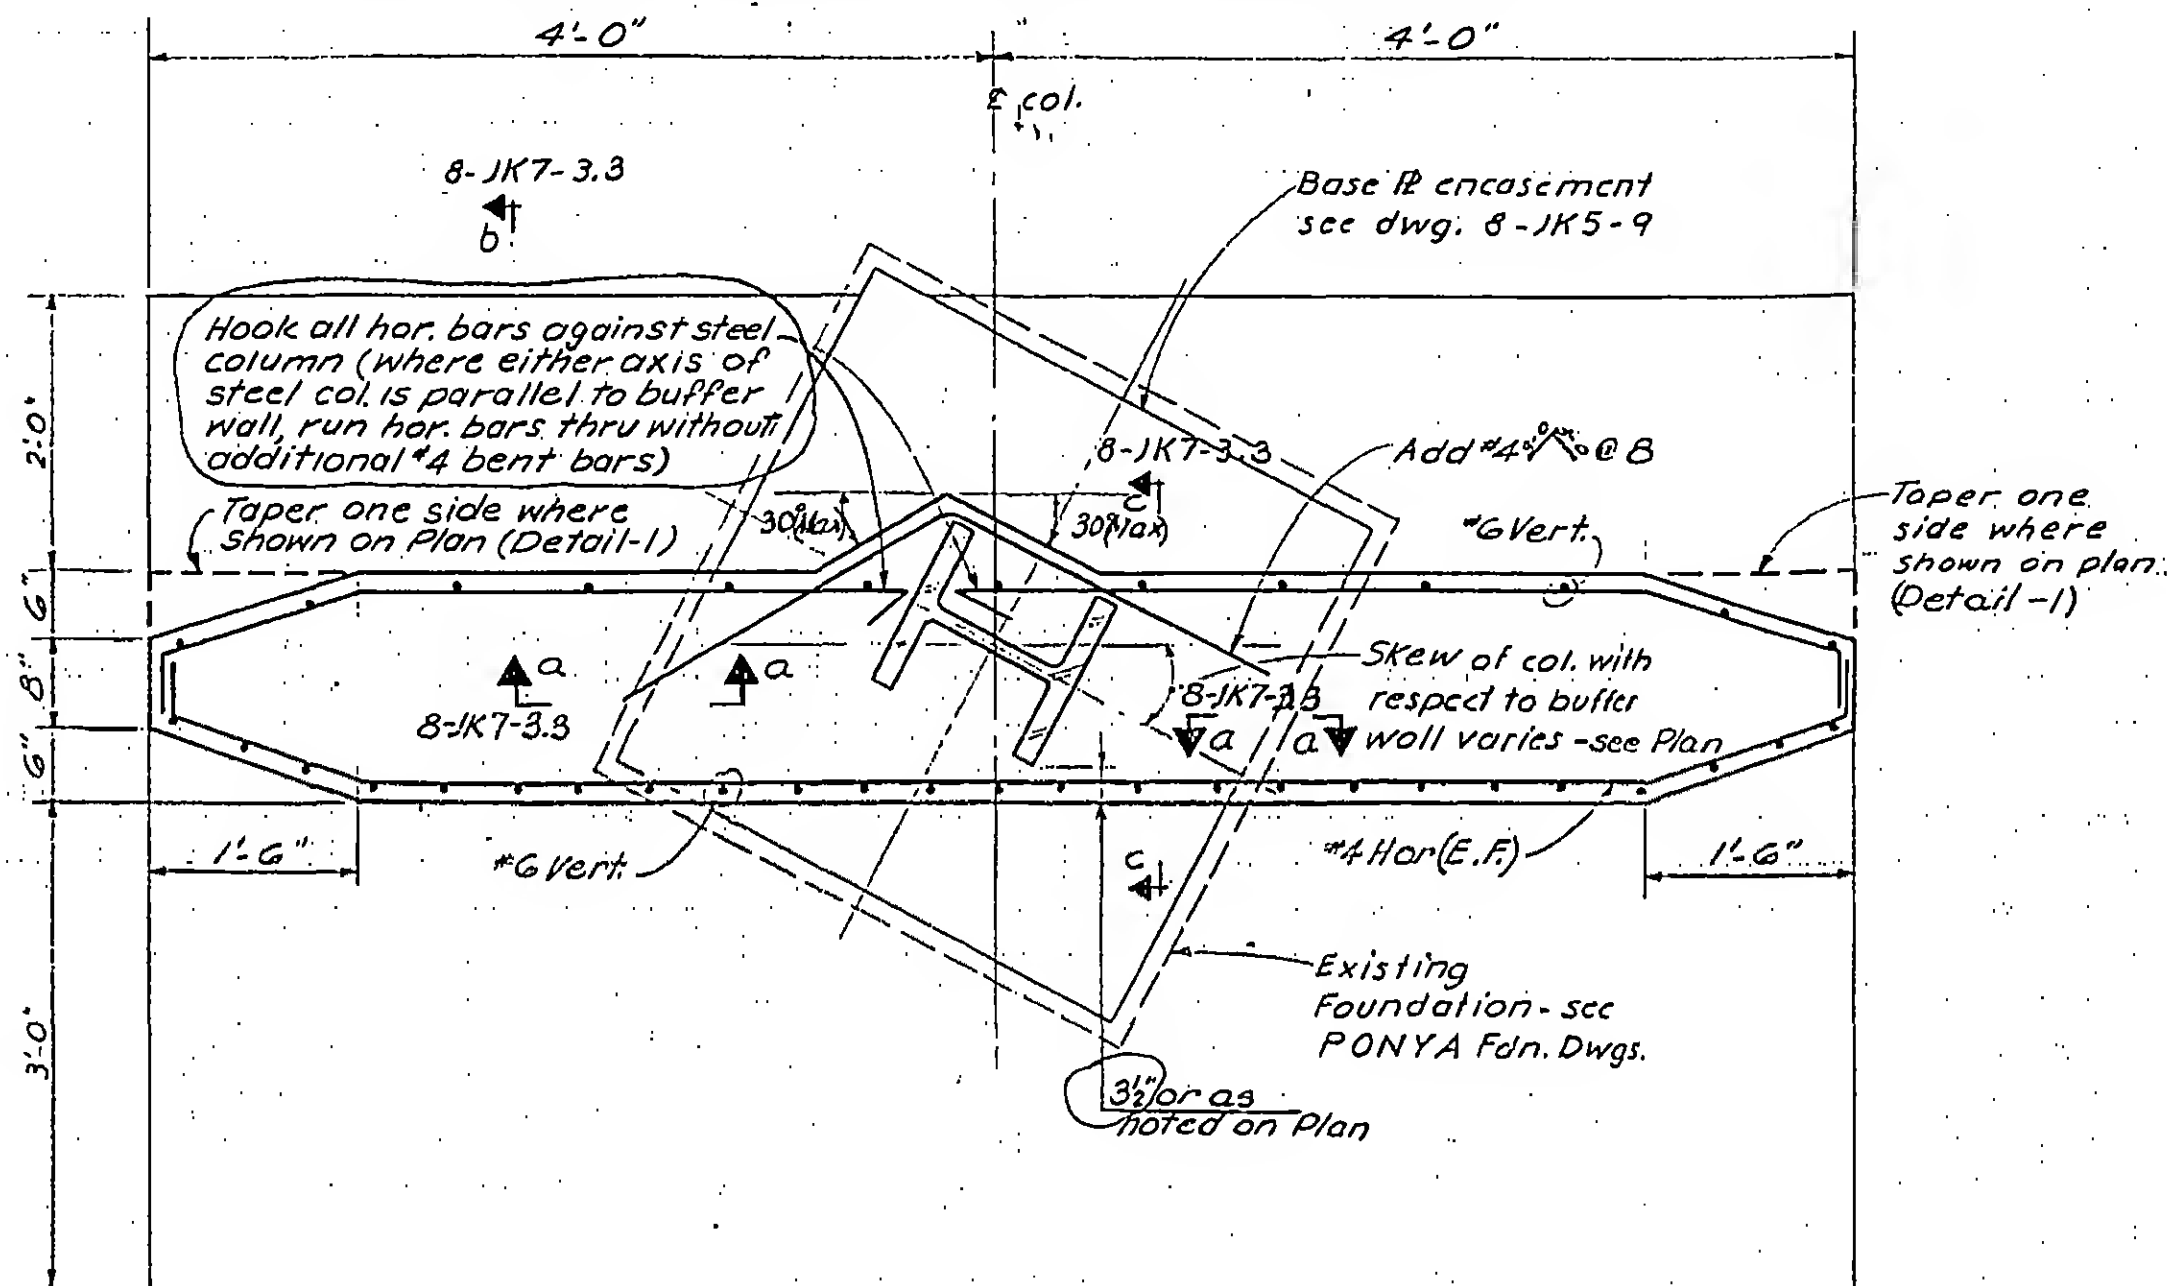 4'-0"
4'-0"
℄ col.
8-JK7-3.3
b
Base ℙ encasement
see dwg. 8-JK5-9
Hook all hor. bars against steel
column (where either axis of
steel col. is parallel to buffer
wall, run hor. bars thru without
additional #4 bent bars)
2'-0"
8-JK7-3.3
c
Add #4 @ 8
Taper one side where
shown on Plan (Detail-1)
30° (Max)
30° (Max)
#6 Vert.
Taper one
side where
shown on plan.
(Detail-1)
6"
8"
6"
a
a
8-JK7-3.3
Skew of col. with
respect to buffer
wall varies - see Plan
8-JK7-3.3
a
a
1'-6"
#6 Vert.
#4 Hor (E.F.)
1'-6"
c
Existing
Foundation - see
PONYA Fdn. Dwgs.
3'-0"
3½" or as
noted on Plan